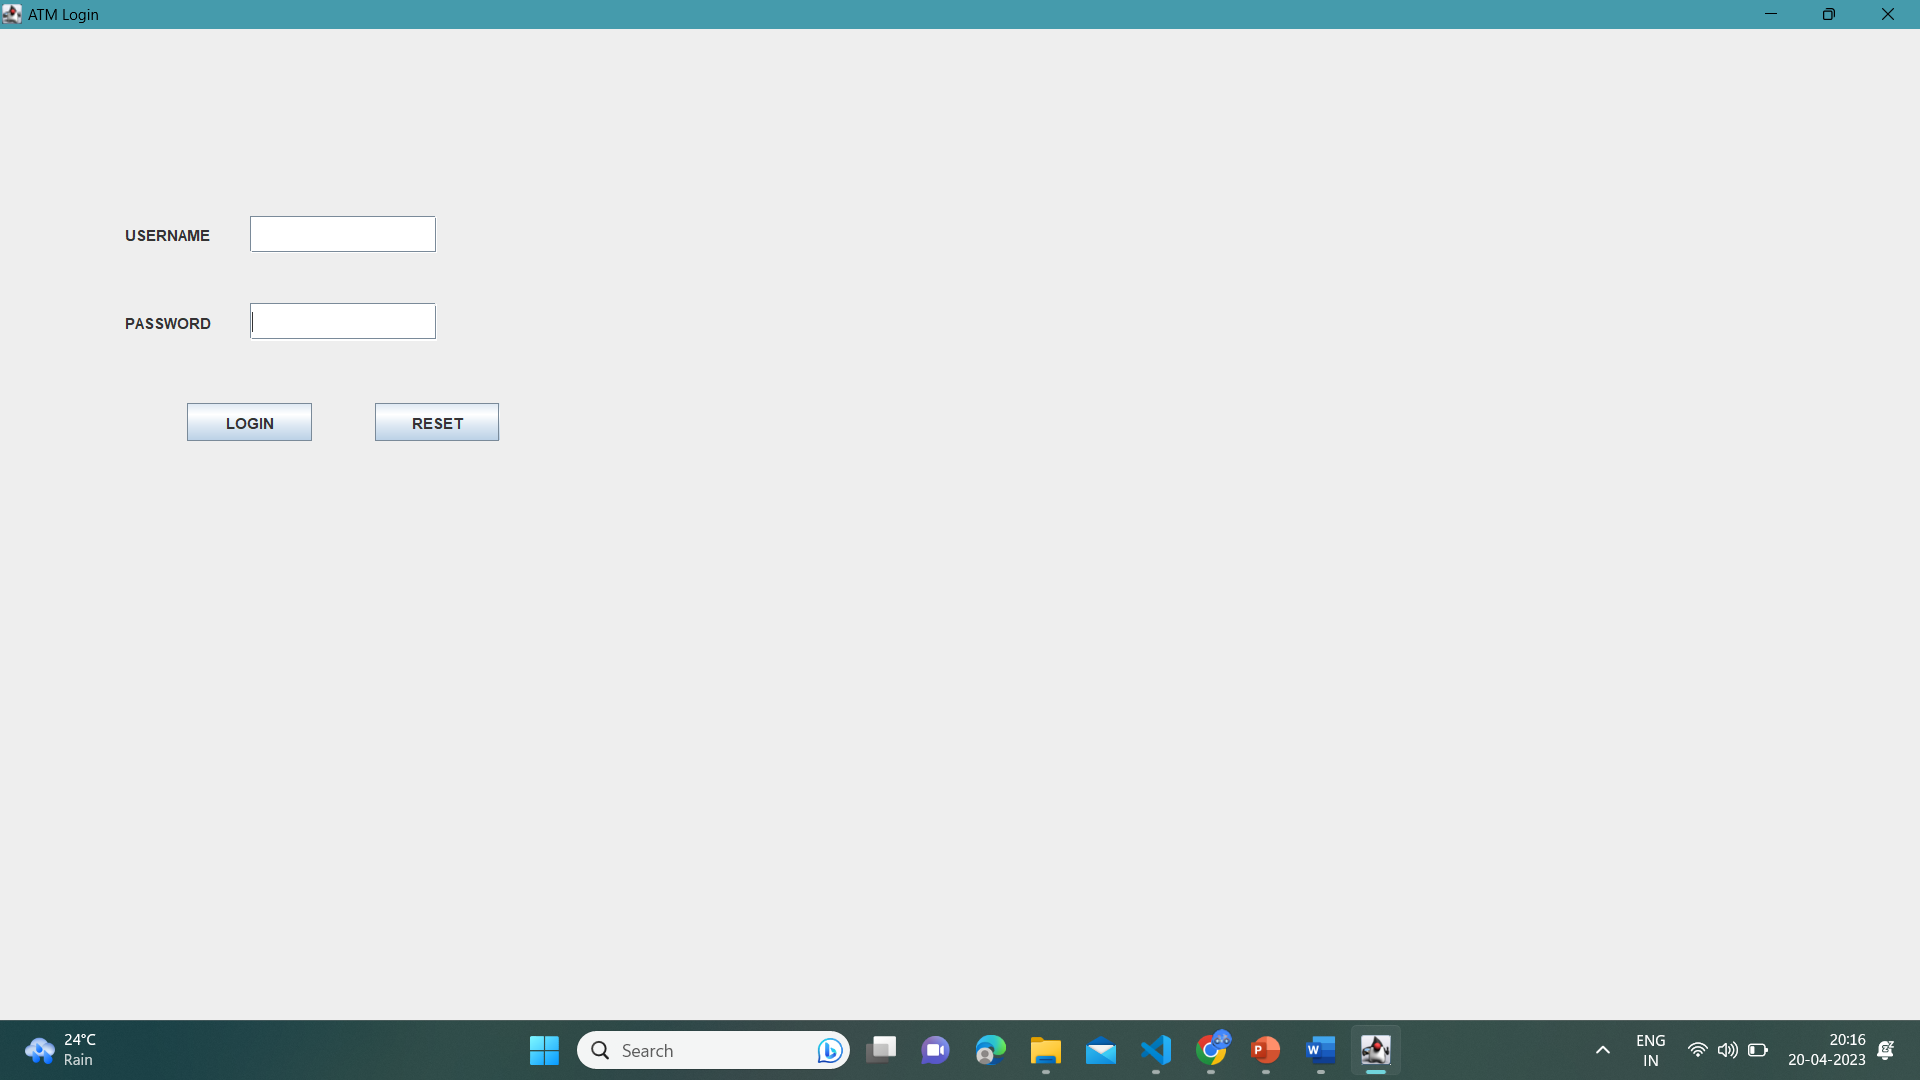 ATM Login
USERNAME
PASSWORD
LOGIN RESET
24°C
Rain
Search
ENG
IN
20:16
20-04-2023